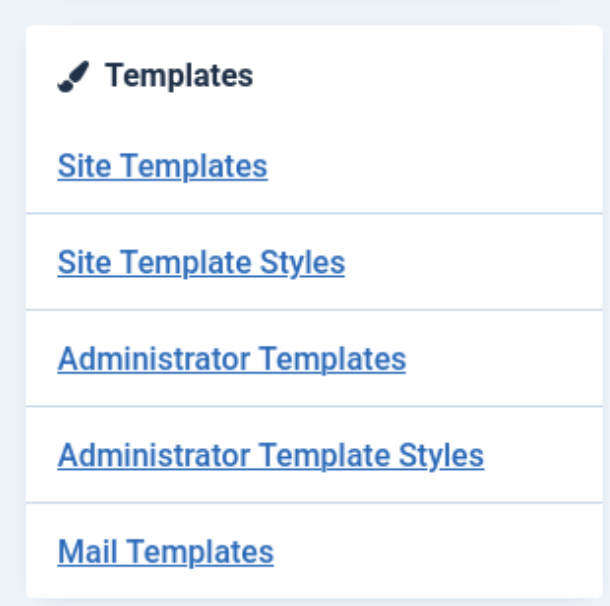 Templates
Site Templates
Site Template Styles
Administrator Templates
Administrator Template Styles
Mail Templates